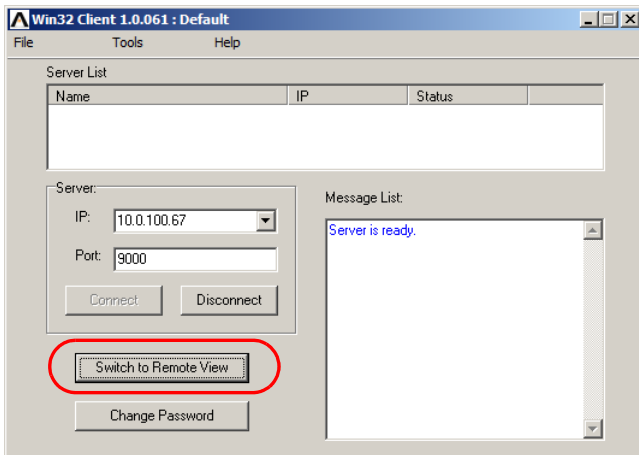 Win32 Client 1.0.061 : Default
File Tools Help
Server List
Name IP Status
Server:
IP: 10.0.100.67
Port: 9000
Connect Disconnect
Switch to Remote View
Change Password
Message List:
Server is ready.